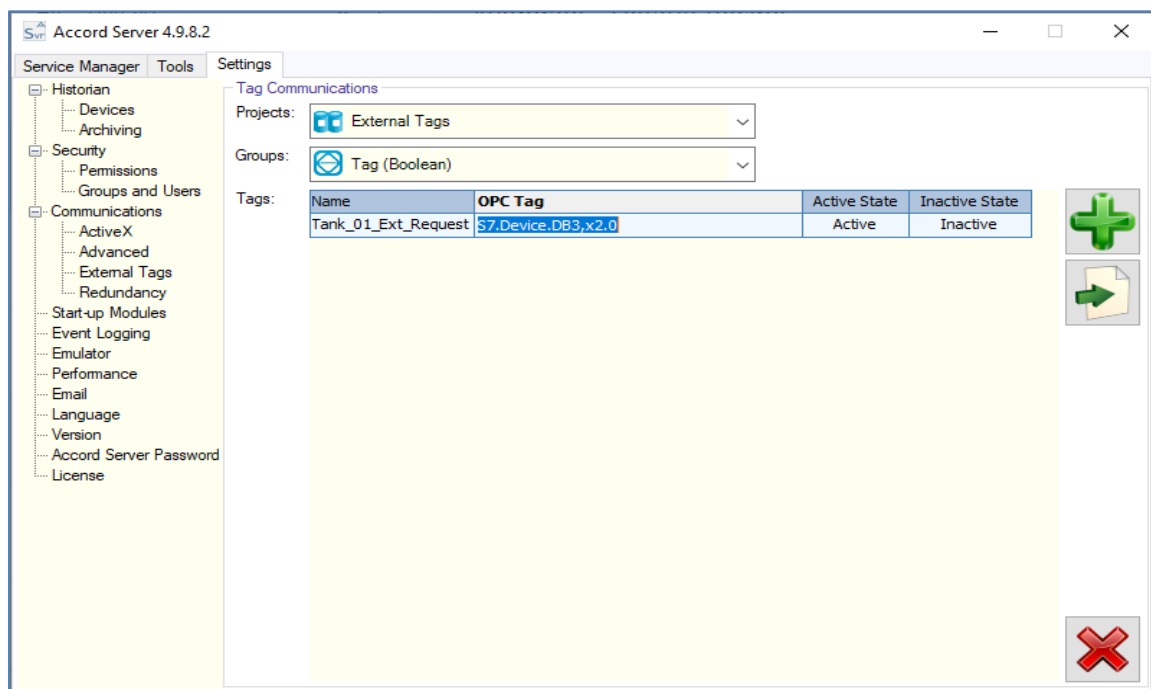 Accord Server 4.9.8.2
Service Manager Tools Settings
Historian
Devices
Archiving
Security
Permissions
Groups and Users
Communications
ActiveX
Advanced
External Tags
Redundancy
Start-up Modules
Event Logging
Emulator
Performance
Email
Language
Version
Accord Server Password
License
Tag Communications
Projects: External Tags
Groups: Tag (Boolean)
Tags:
Name OPC Tag Active State Inactive State
Tank_01_Ext_Request S7.Device.DB3,x2.0 Active Inactive